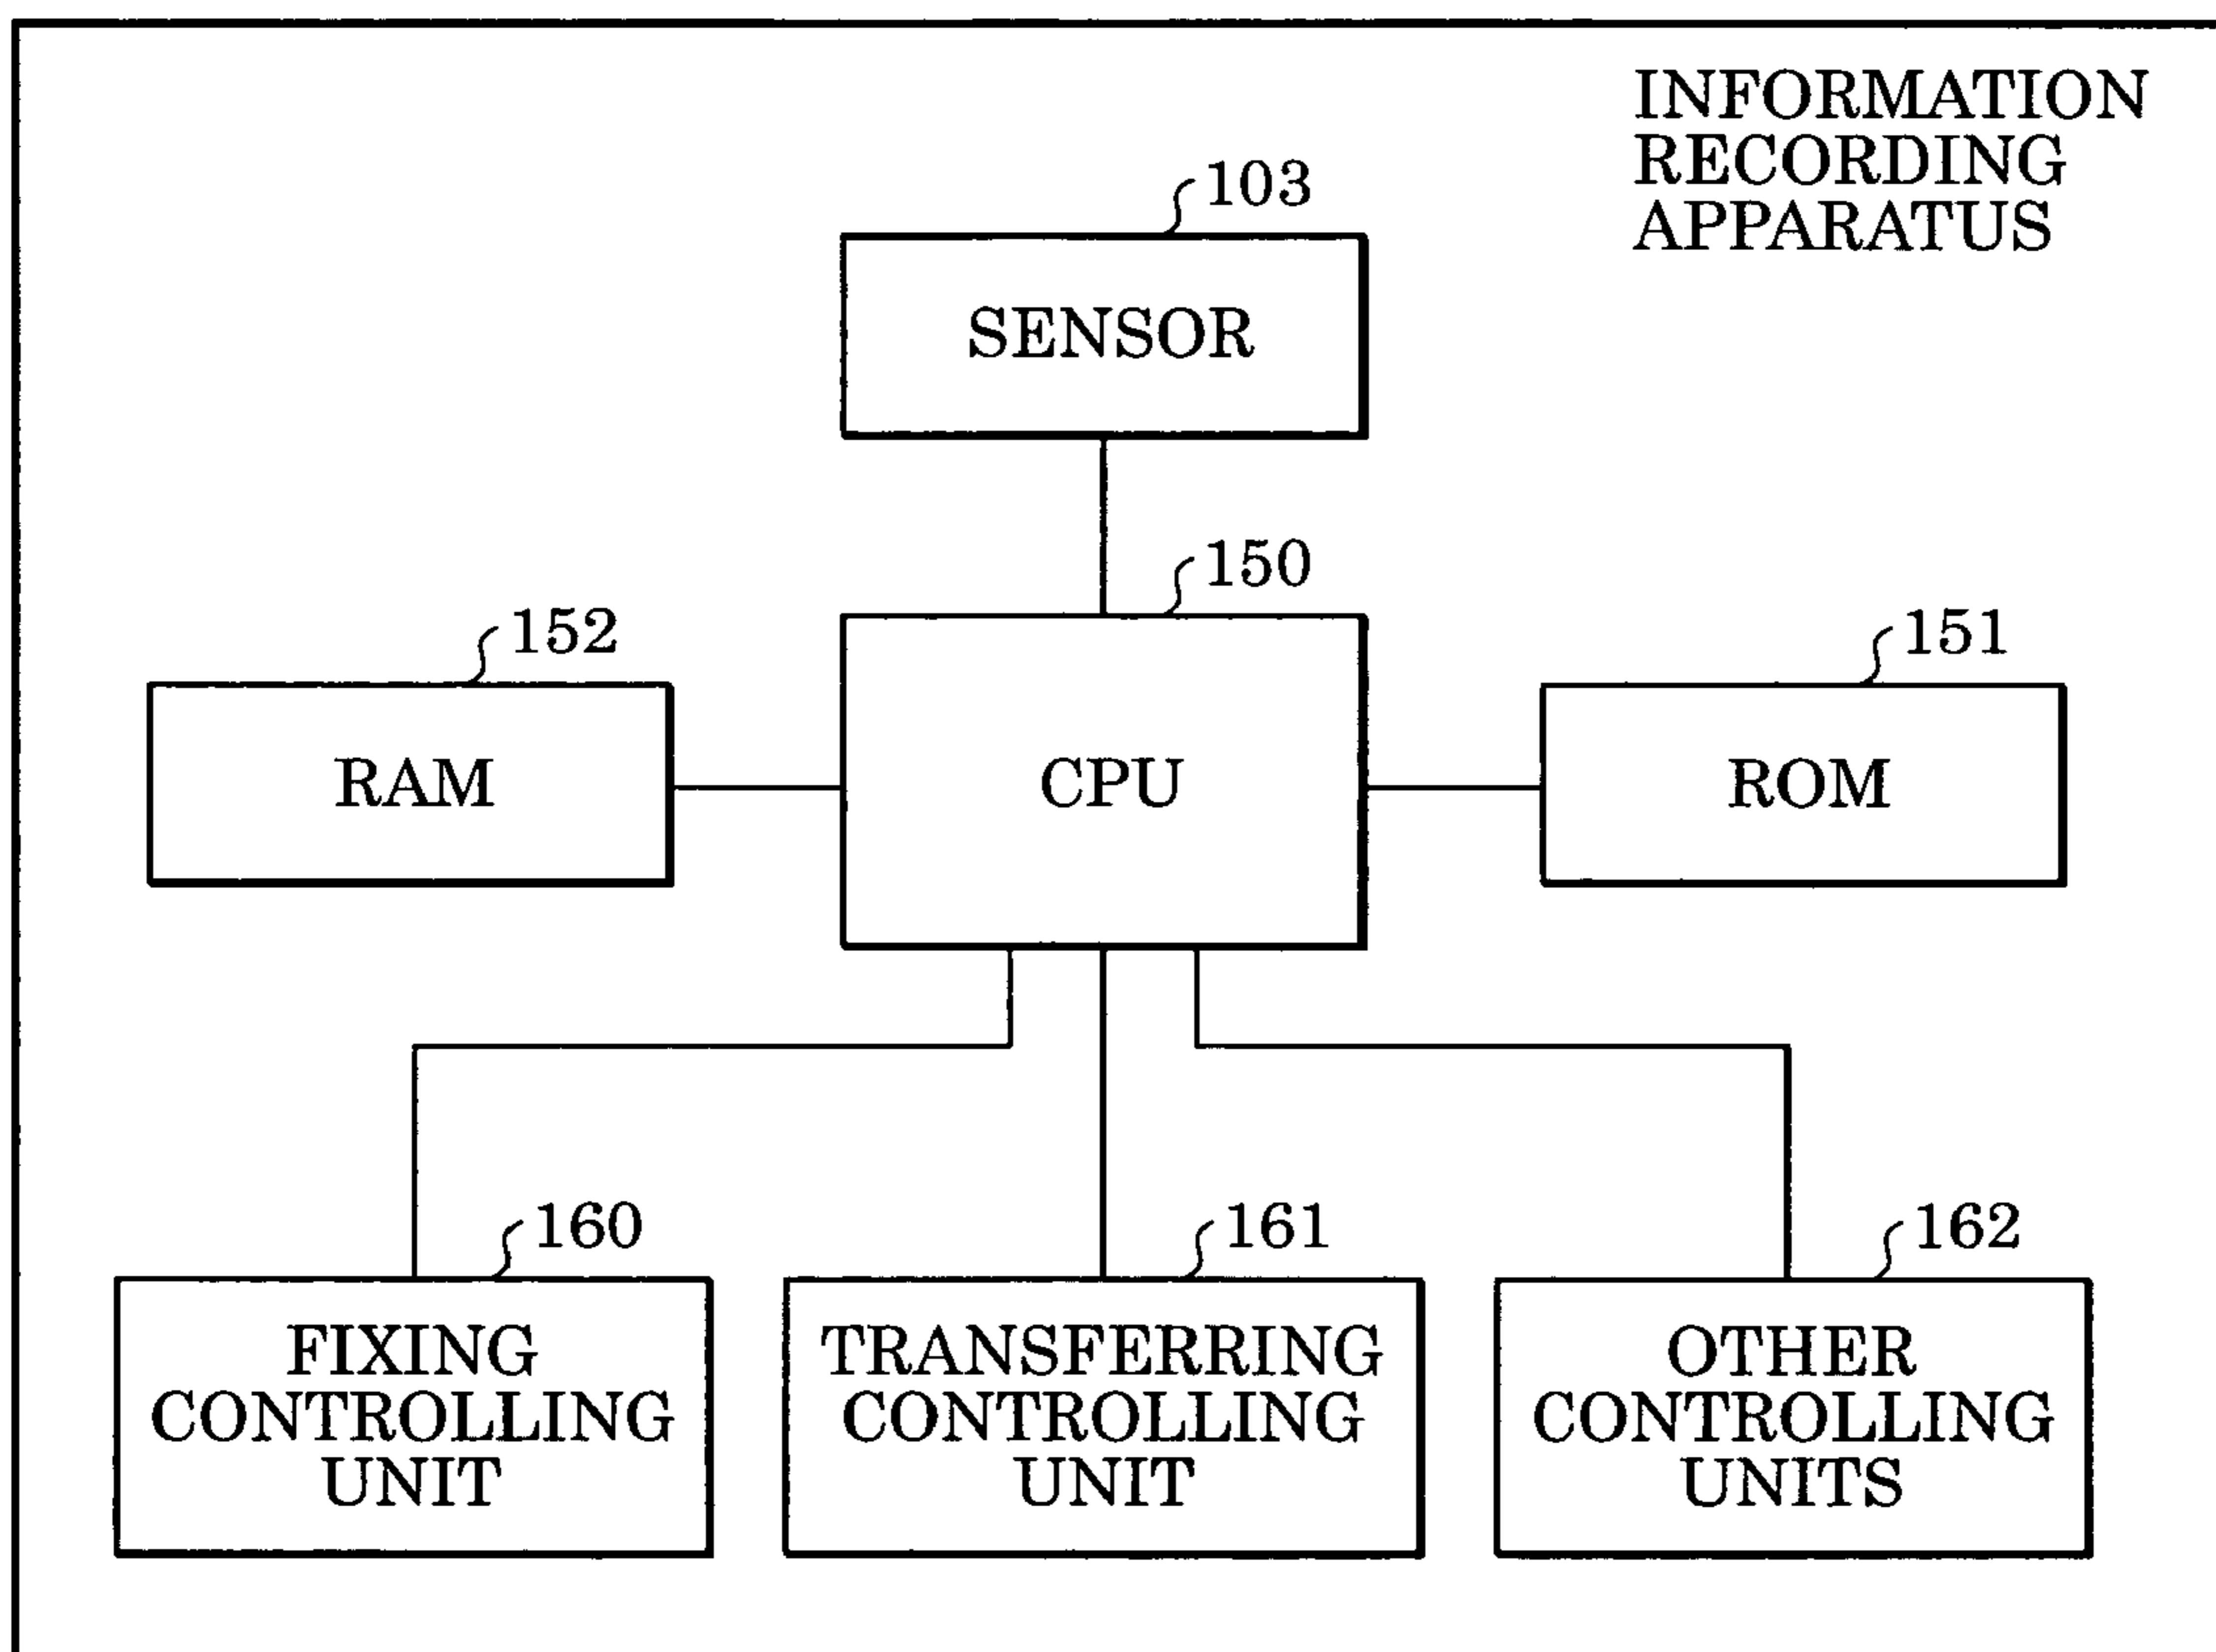 INFORMATION
RECORDING
APPARATUS
103
SENSOR
150
CPU
152
RAM
151
ROM
160
FIXING
CONTROLLING
UNIT
161
TRANSFERRING
CONTROLLING
UNIT
162
OTHER
CONTROLLING
UNITS